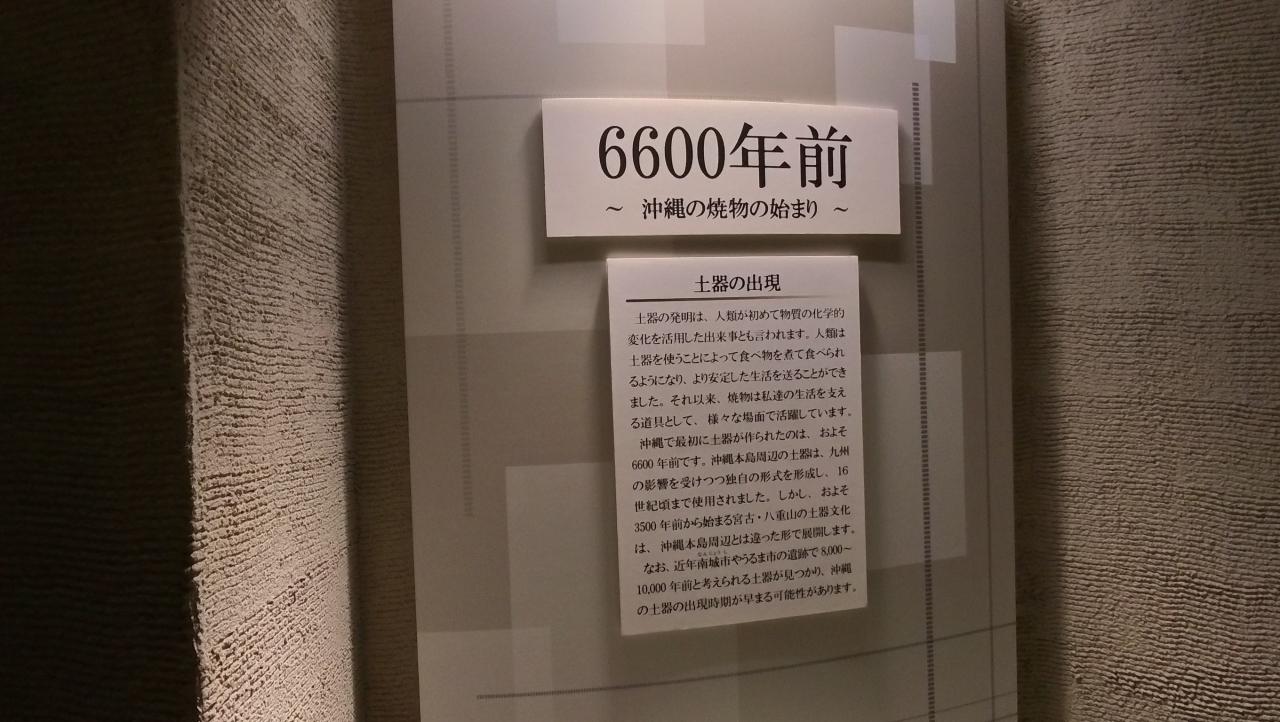 6600年前
～ 沖縄の焼物の始まり ～
土器の出現
土器の発明は、人類が初めて物質の化学的
変化を活用した出来事とも言われます。人類は
土器を使うことによって食べ物を煮て食べられ
るようになり、より安定した生活を送ることができ
ました。それ以来、焼物は私達の生活を支え
る道具として、様々な場面で活躍しています。
沖縄で最初に土器が作られたのは、およそ
6600年前です。沖縄本島周辺の土器は、九州
の影響を受けつつ独自の形式を形成し、16
世紀頃まで使用されました。しかし、およそ
3500年前から始まる宮古・八重山の土器文化
は、沖縄本島周辺とは違った形で展開します。
なんじょうし
なお、近年南城市やうるま市の遺跡で8,000～
10,000年前と考えられる土器が見つかり、沖縄
の土器の出現時期が早まる可能性があります。